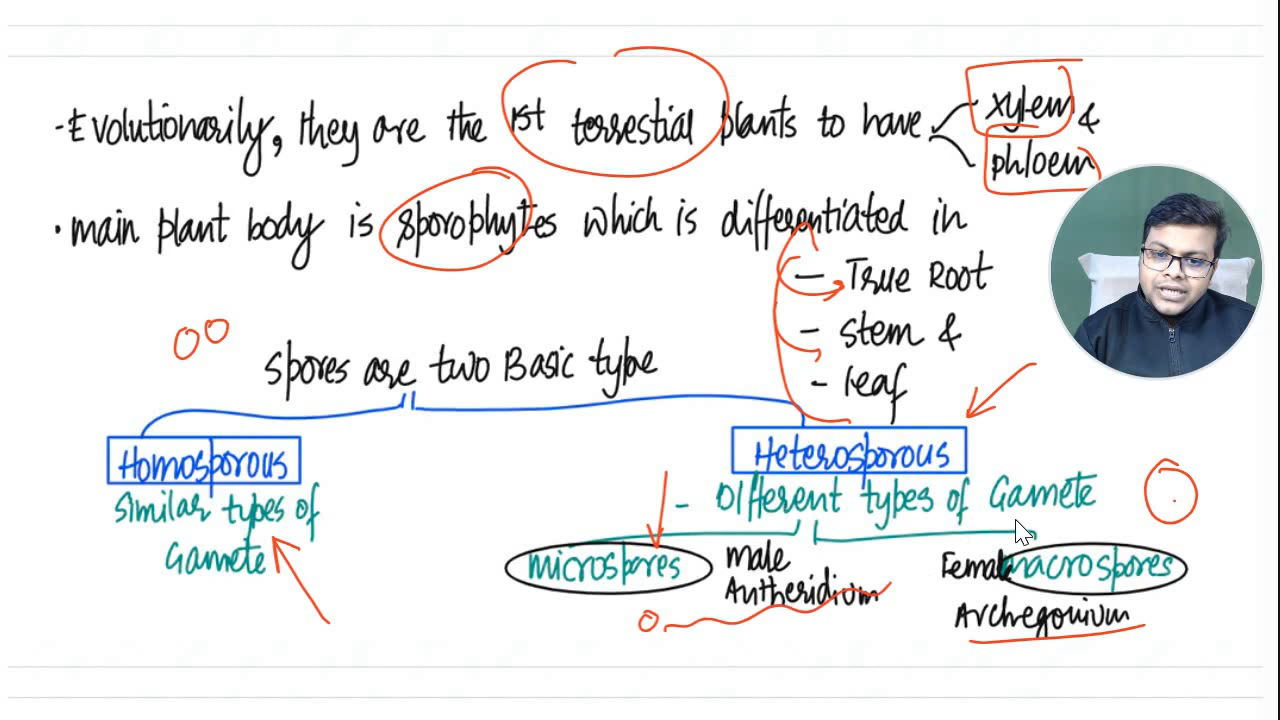 - Evolutionarily, they are the 1st terrestial plants to have - xylem &
- phloem
· main plant body is sporophytes which is differentiated in
- True Root
- stem &
- leaf
Spores are two Basic type
Homosporous
Similar types of
Gamete
Heterosporous
- Different types of Gamete
microspores male
Antheridium
Female macrospores
Archegonium